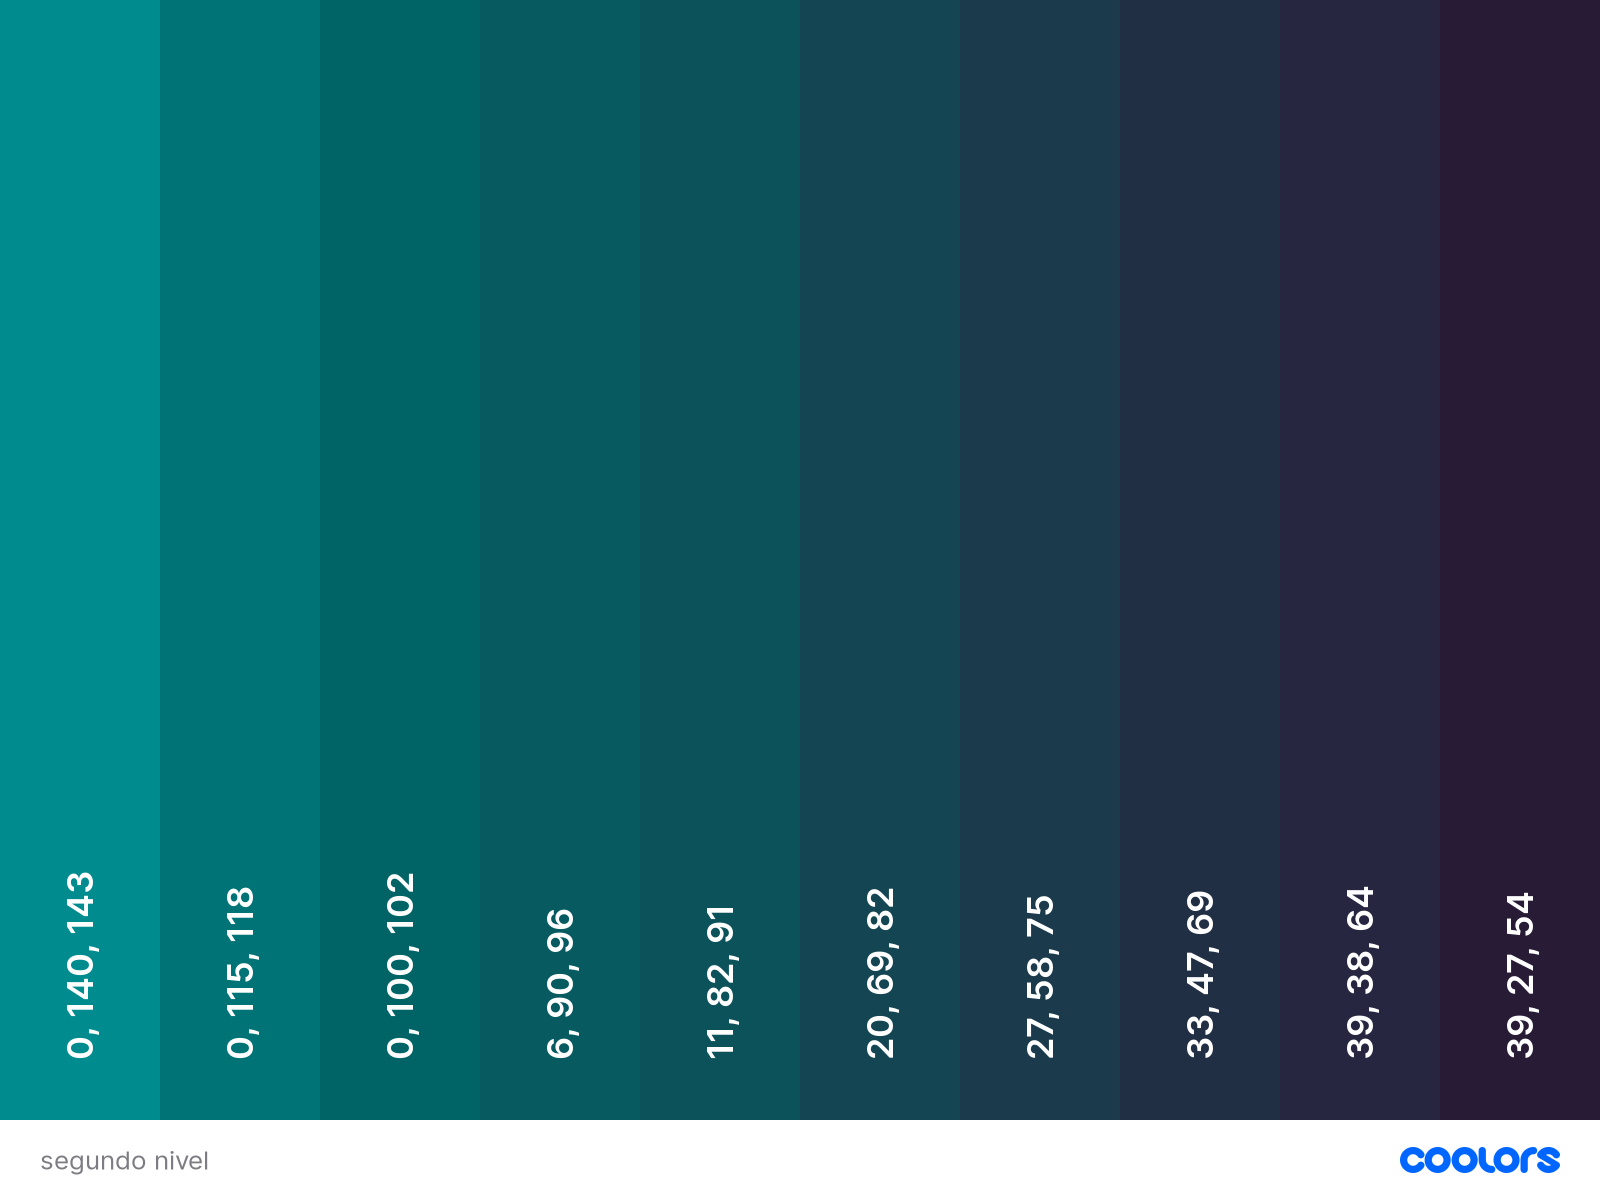 0, 140, 143
0, 115, 118
0, 100, 102
6, 90, 96
11, 82, 91
20, 69, 82
27, 58, 75
33, 47, 69
39, 38, 64
39, 27, 54
segundo nivel
coolors